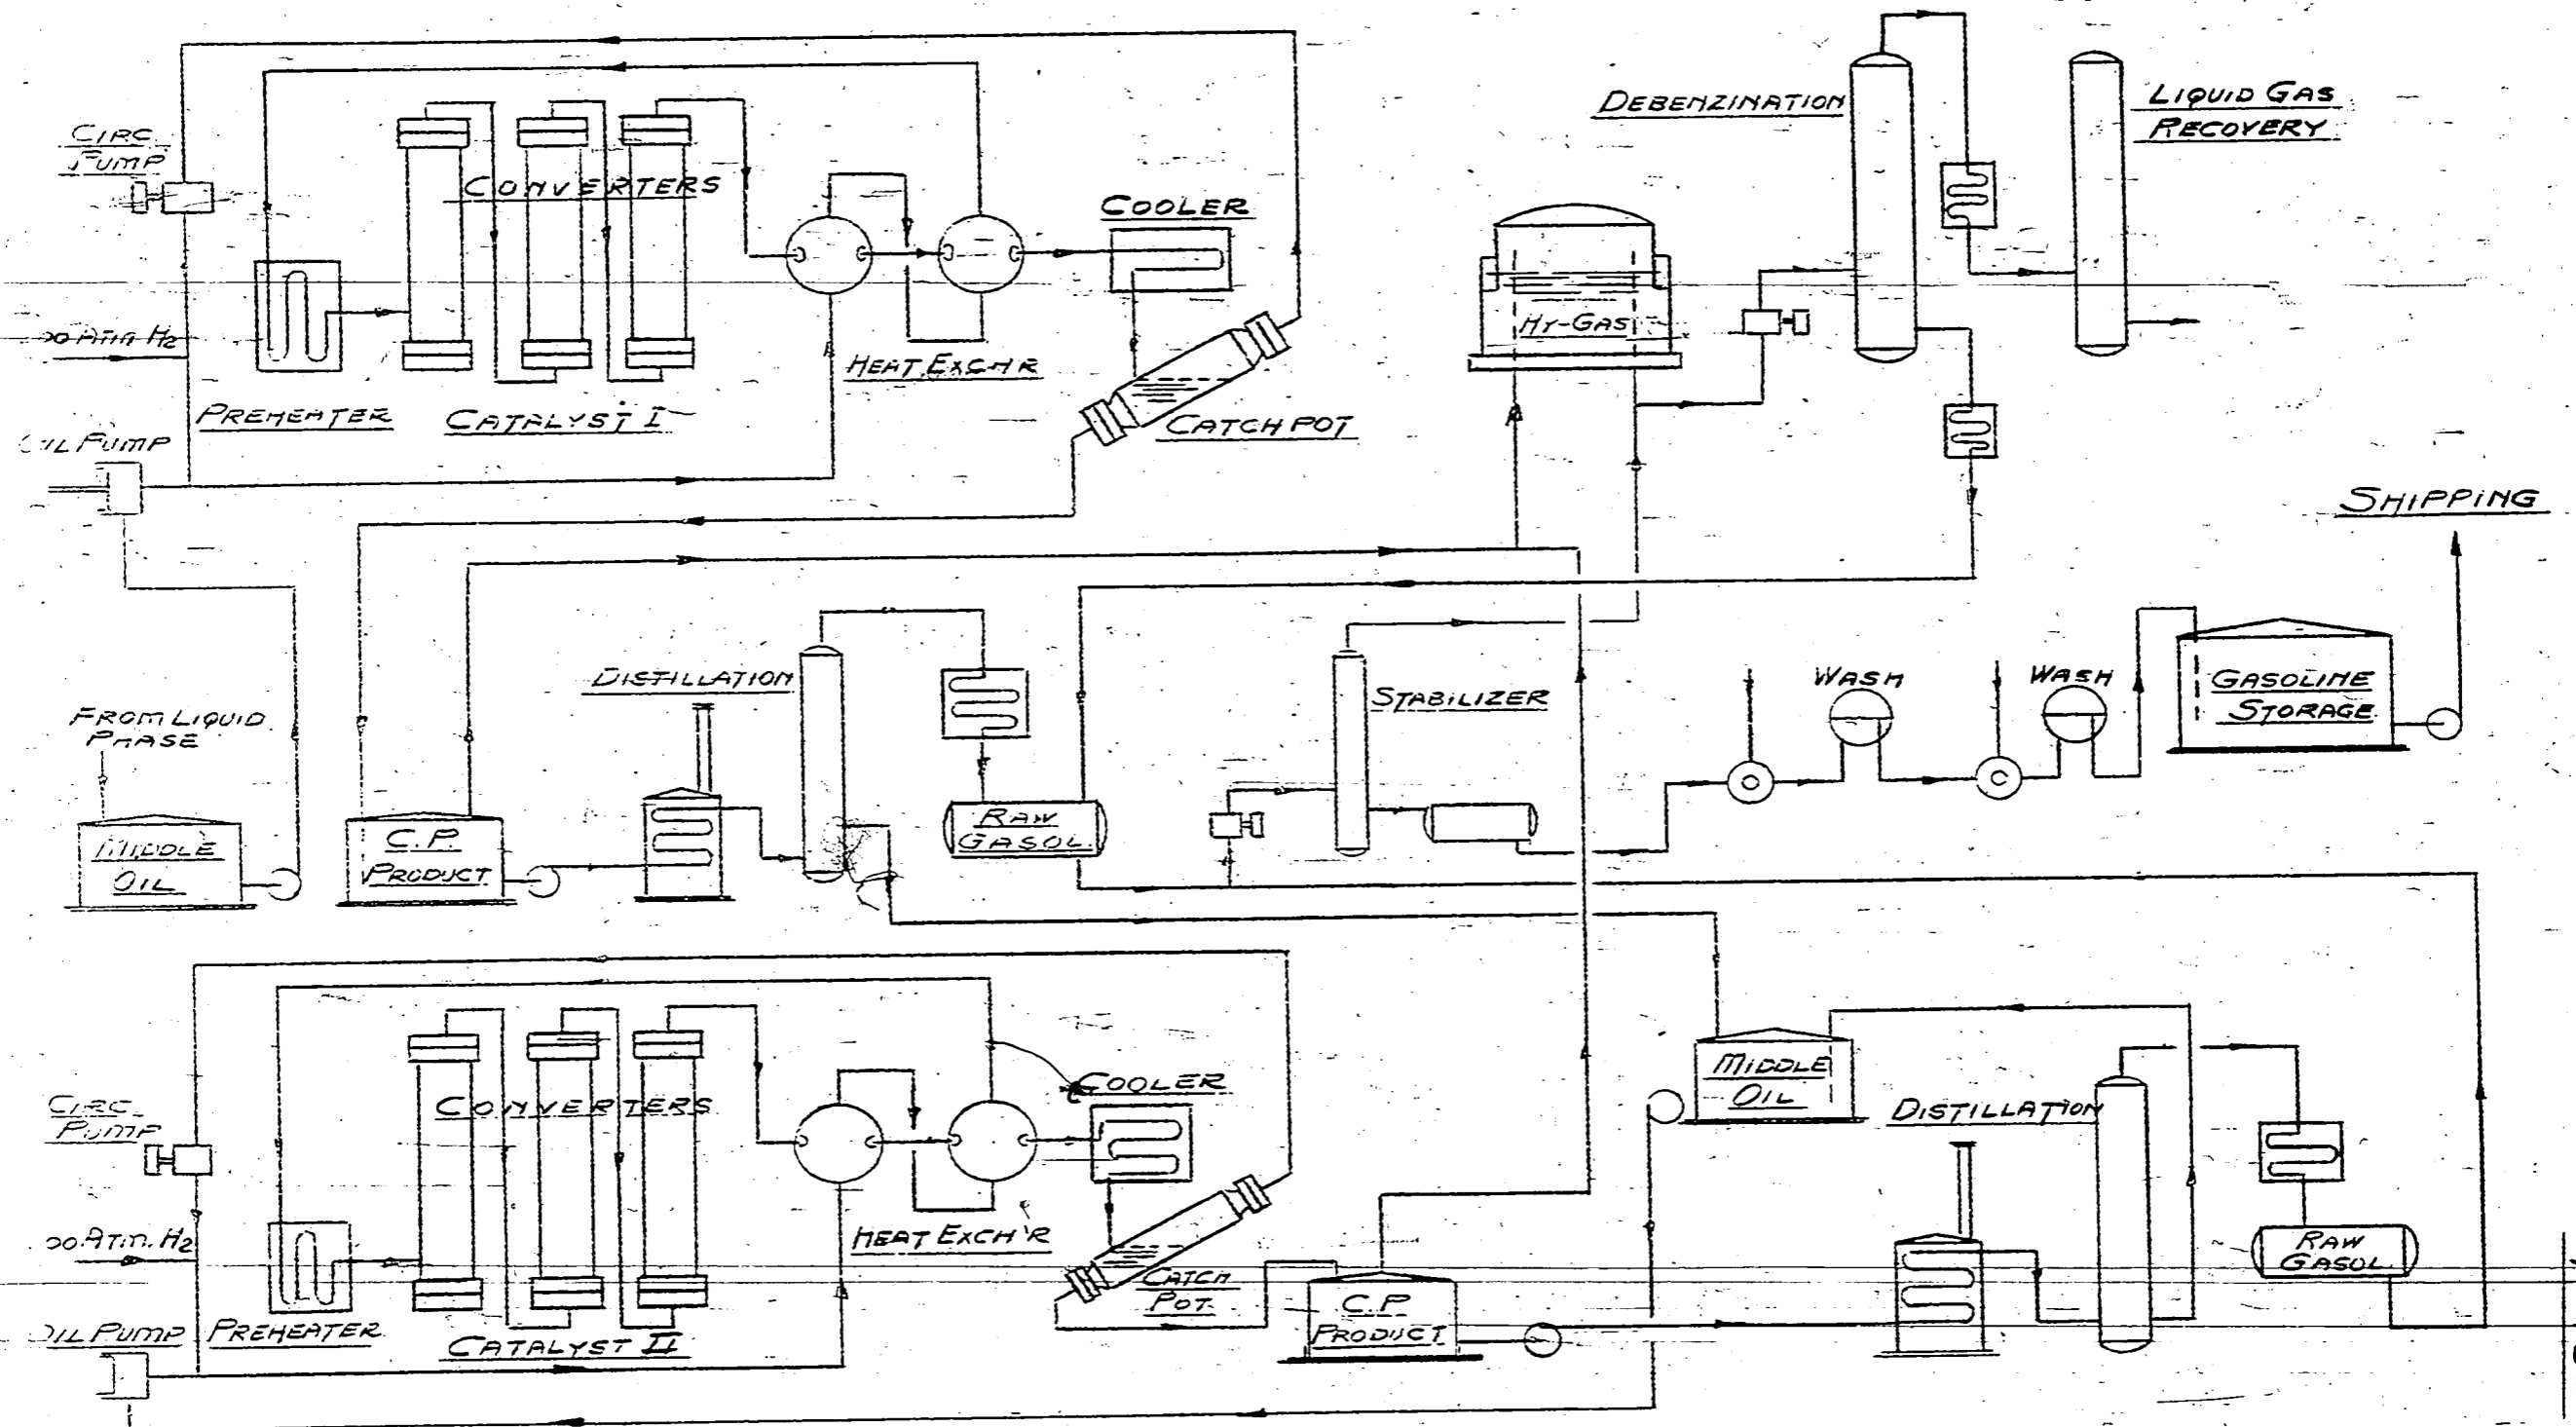 DEBENZINATION
LIQUID GAS
RECOVERY
CIRC.
PUMP
CONVERTERS
COOLER
HY-GAS
ATM H2
HEAT EXCH'R
PREHEATER
CATALYST I
CATCH POT
OIL PUMP
SHIPPING
DISTILLATION
STABILIZER
WASH
WASH
GASOLINE
STORAGE
FROM LIQUID
PHASE
MIDDLE
OIL
C.P.
PRODUCT
RAW
GASOL.
CIRC.
PUMP
CONVERTERS
COOLER
MIDDLE
OIL
DISTILLATION
ATM. H2
HEAT EXCH'R
CATCH
POT.
RAW
GASOL.
OIL PUMP
PREHEATER
CATALYST II
C.P.
PRODUCT